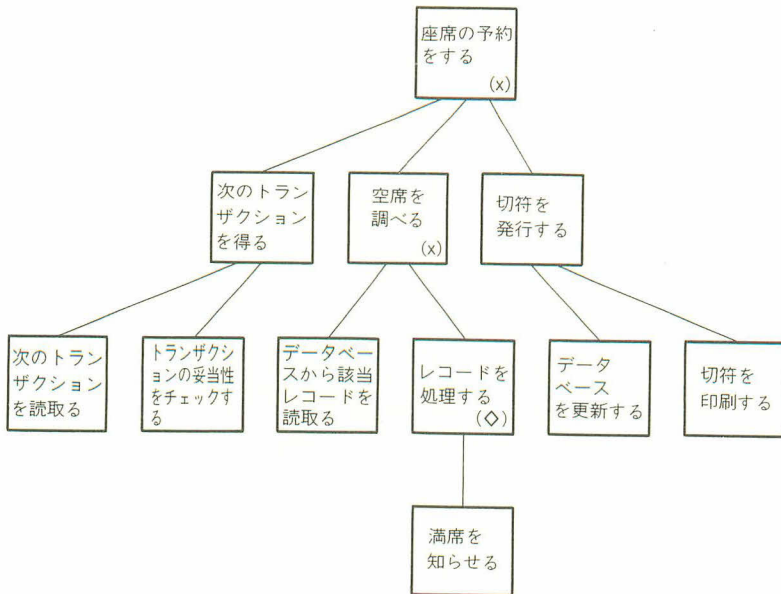 座席の予約
をする
(x)
次のトラン
ザクション
を得る
空席を
調べる
(x)
切符を
発行する
次のトラン
ザクション
を読取る
トランザクシ
ョンの妥当性
をチェックす
る
データベー
スから該当
レコードを
読取る
レコードを
処理する
(◇)
データ
ベース
を更新する
切符を
印刷する
満席を
知らせる